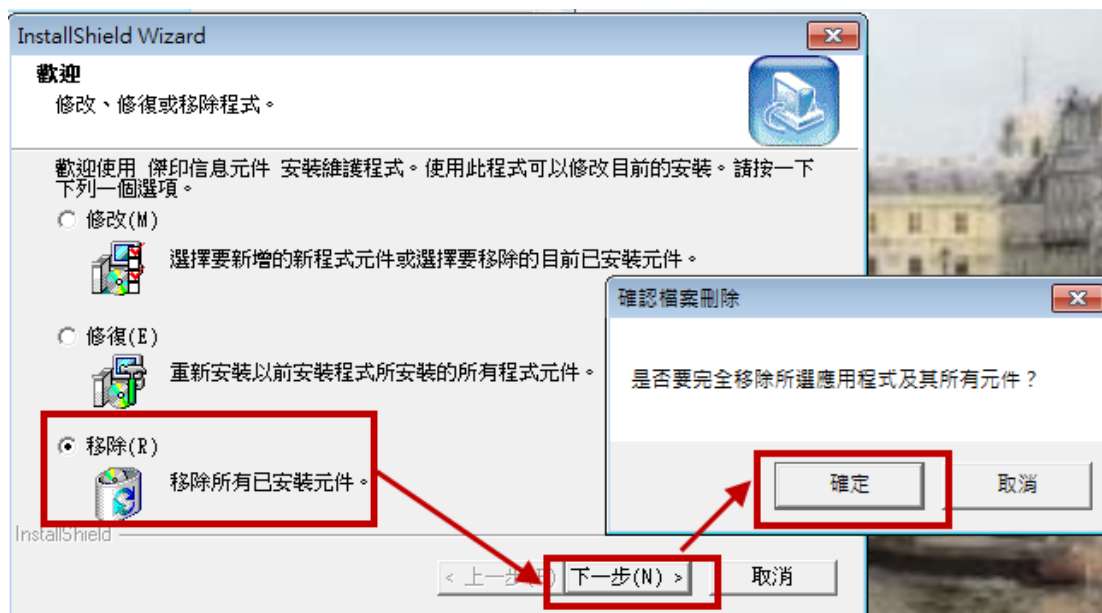 InstallShield Wizard
歡迎
修改、修復或移除程式。
歡迎使用 傑印信息元件 安裝維護程式。使用此程式可以修改目前的安裝。請按一下
下列一個選項。
修改(M)
選擇要新增的新程式元件或選擇要移除的目前已安裝元件。
修復(E)
重新安裝以前安裝程式所安裝的所有程式元件。
移除(R)
移除所有已安裝元件。
InstallShield
< 上一步
下一步(N) >
取消
確認檔案刪除
是否要完全移除所選應用程式及其所有元件？
確定
取消